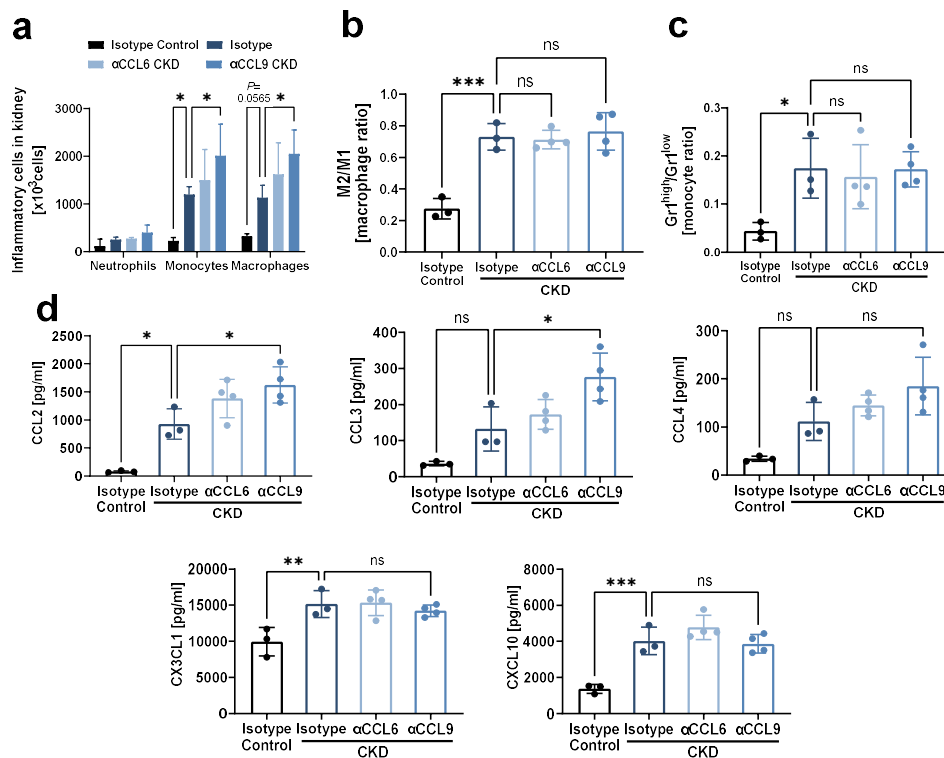 a
Isotype Control
Isotype
αCCL6 CKD
αCCL9 CKD
Inflammatory cells in kidney
[x10³cells]
3000
2000
1000
0
*
*
P=
0.0565
*
Neutrophils
Monocytes
Macrophages
b
M2/M1
[macrophage ratio]
1.0
0.8
0.6
0.4
0.2
0.0
***
ns
ns
Isotype
Control
Isotype
αCCL6
αCCL9
CKD
c
Gr1high/Gr1low
[monocyte ratio]
0.3
0.2
0.1
0.0
*
ns
ns
Isotype
Control
Isotype
αCCL6
αCCL9
CKD
d
CCL2 [pg/ml]
2500
2000
1500
1000
500
0
*
*
Isotype
Control
Isotype
αCCL6
αCCL9
CKD
CCL3 [pg/ml]
400
300
200
100
0
ns
*
Isotype
Control
Isotype
αCCL6
αCCL9
CKD
CCL4 [pg/ml]
300
200
100
0
ns
ns
Isotype
Control
Isotype
αCCL6
αCCL9
CKD
CX3CL1 [pg/ml]
20000
15000
10000
5000
0
**
ns
Isotype
Control
Isotype
αCCL6
αCCL9
CKD
CXCL10 [pg/ml]
8000
6000
4000
2000
0
***
ns
Isotype
Control
Isotype
αCCL6
αCCL9
CKD